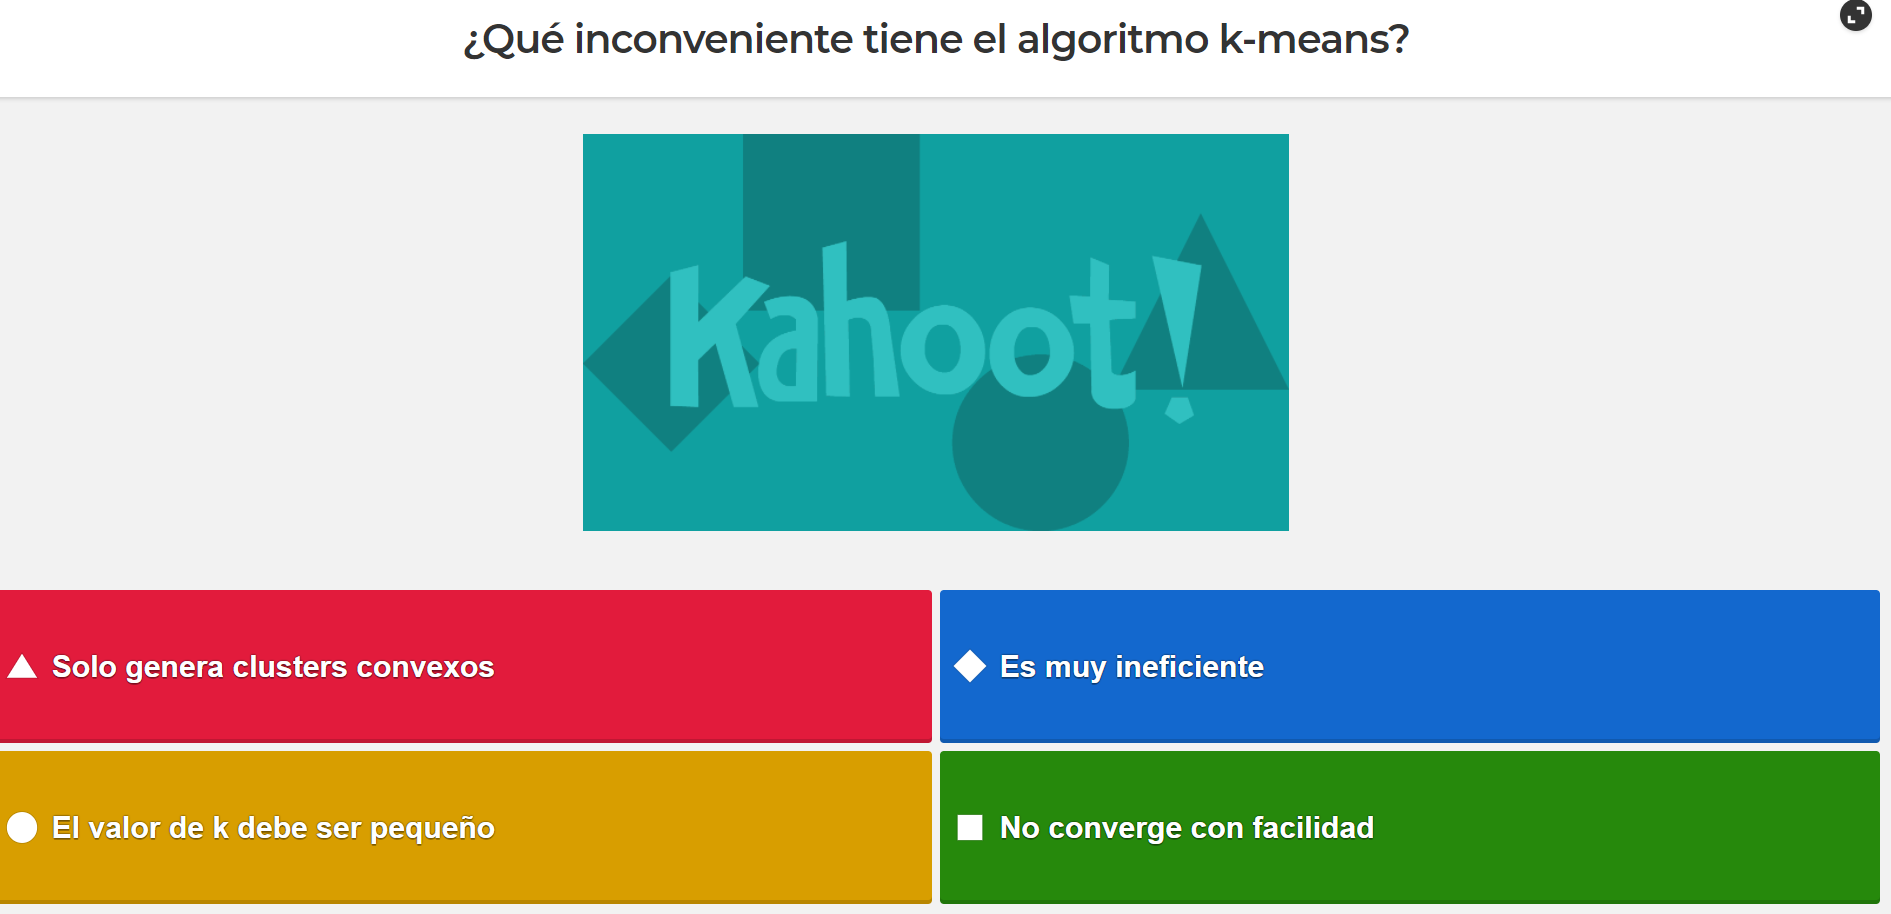 ¿Qué inconveniente tiene el algoritmo k-means?
Kahoot!
Solo genera clusters convexos
Es muy ineficiente
El valor de k debe ser pequeño
No converge con facilidad